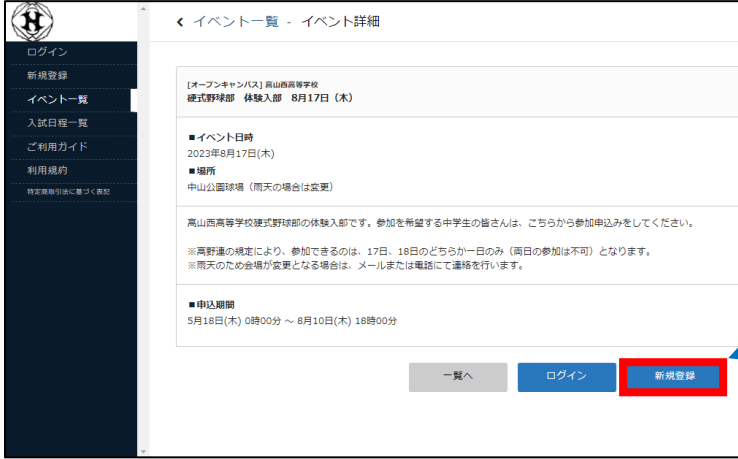 イベント一覧 - イベント詳細
ログイン
新規登録
イベント一覧
入試日程一覧
ご利用ガイド
利用規約
特定商取引法に基づく表記
[オープンキャンパス] 高山西高等学校
硬式野球部 体験入部 8月17日（木）
■イベント日時
2023年8月17日(木)
■場所
中山公園球場（雨天の場合は変更）
高山西高等学校硬式野球部の体験入部です。参加を希望する中学生の皆さんは、こちらから参加申込みをしてください。
※高野連の規定により、参加できるのは、17日、18日のどちらか一日のみ（両日の参加は不可）となります。
※雨天のため会場が変更となる場合は、メールまたは電話にて連絡を行います。
■申込期間
5月18日(木) 0時00分 ～ 8月10日(木) 18時00分
一覧へ
ログイン
新規登録